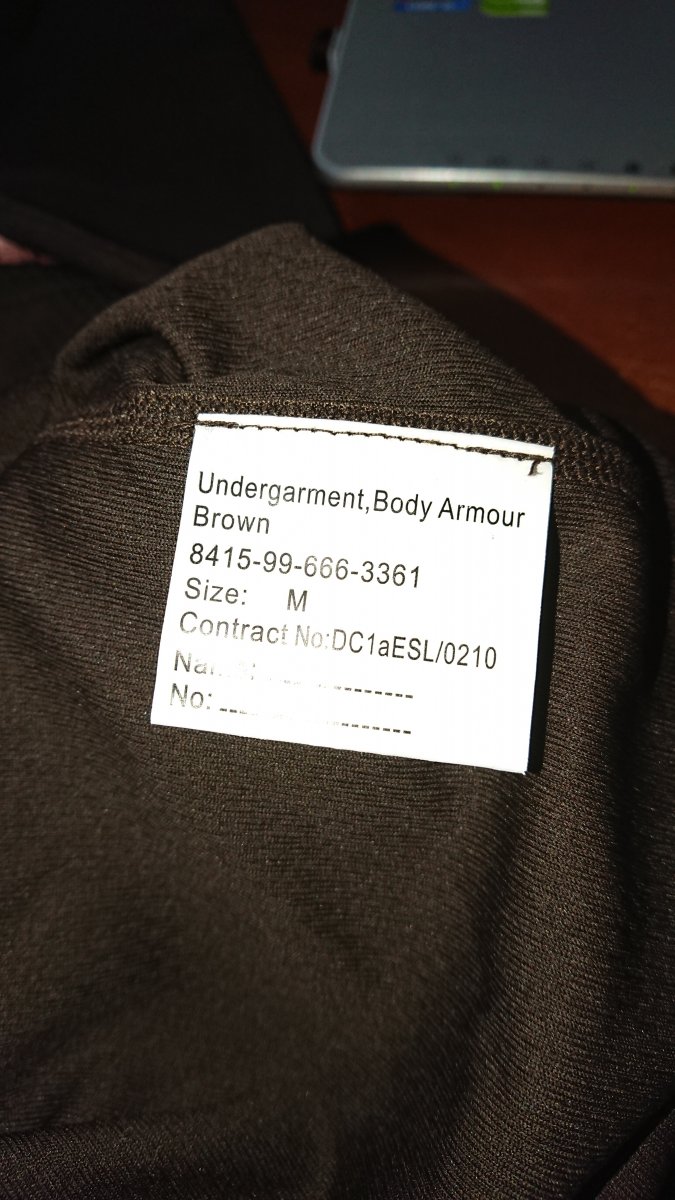 Undergarment,Body Armour
Brown
8415-99-666-3361
Size: M
Contract No:DC1aESL/0210
No: --------------------